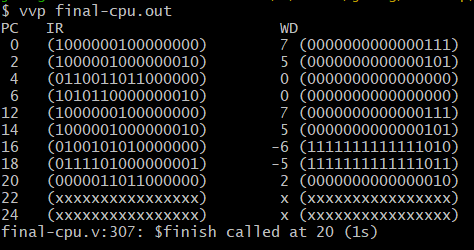 $ vvp final-cpu.out
PC IR WD
0 (1000000100000000) 7 (0000000000000111)
2 (1000001000000010) 5 (0000000000000101)
4 (0110011011000000) 0 (0000000000000000)
6 (1010110000000010) 0 (0000000000000000)
12 (1000000100000000) 7 (0000000000000111)
14 (1000001000000010) 5 (0000000000000101)
16 (0100101010000000) -6 (1111111111111010)
18 (0111101000000001) -5 (1111111111111011)
20 (0000011011000000) 2 (0000000000000010)
22 (xxxxxxxxxxxxxxxx) x (xxxxxxxxxxxxxxxx)
24 (xxxxxxxxxxxxxxxx) x (xxxxxxxxxxxxxxxx)
final-cpu.v:307: $finish called at 20 (1s)